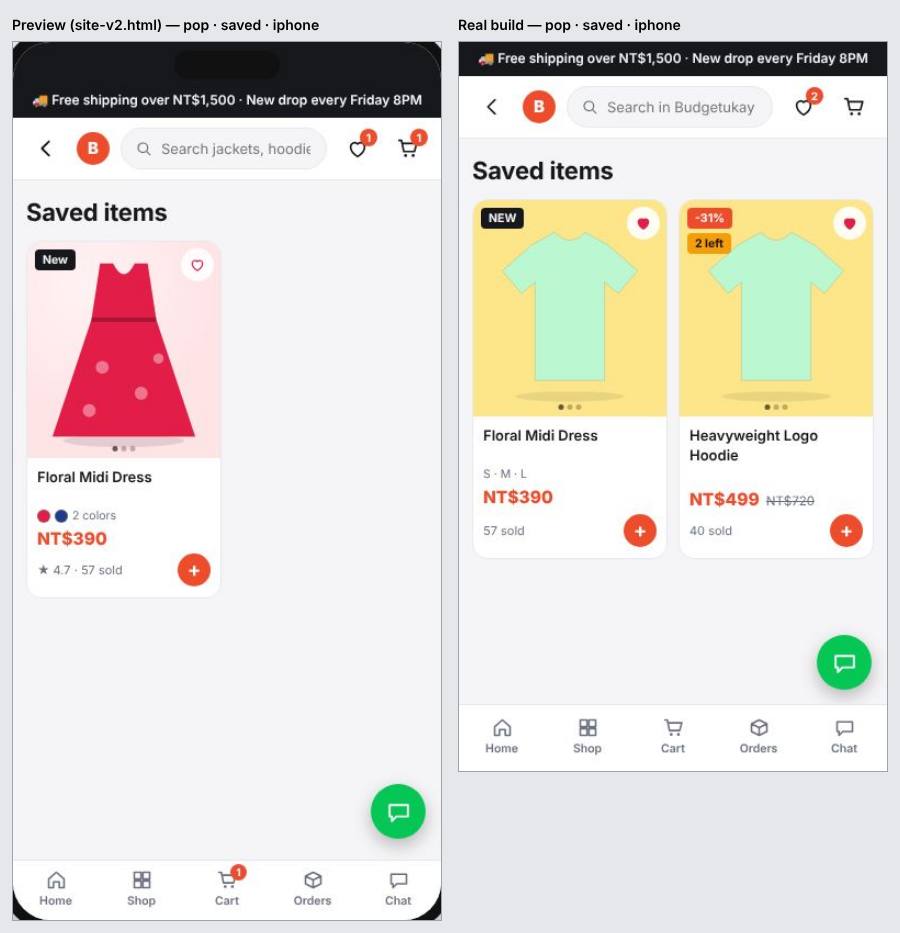 Preview (site-v2.html) — pop · saved · iphone
🚚 Free shipping over NT$1,500 · New drop every Friday 8PM
B
Search jackets, hoodie
1
1
Saved items
New
Floral Midi Dress
2 colors
NT$390
★ 4.7 · 57 sold
+
1
Home
Shop
Cart
Orders
Chat
Real build — pop · saved · iphone
🚚 Free shipping over NT$1,500 · New drop every Friday 8PM
B
Search in Budgetukay
2
Saved items
NEW
Floral Midi Dress
S · M · L
NT$390
57 sold
+
-31%
2 left
Heavyweight Logo
Hoodie
NT$499 NT$720
40 sold
+
Home
Shop
Cart
Orders
Chat